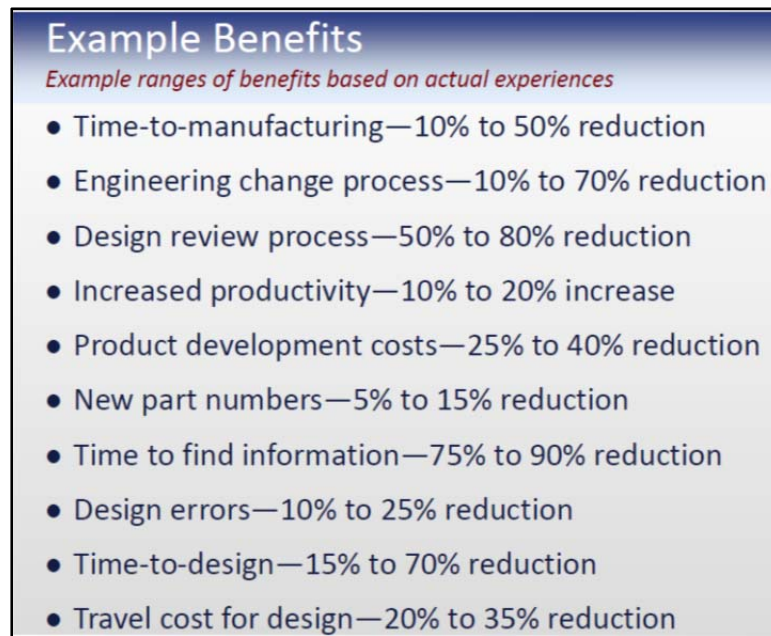 Example Benefits
Example ranges of benefits based on actual experiences
● Time-to-manufacturing—10% to 50% reduction
● Engineering change process—10% to 70% reduction
● Design review process—50% to 80% reduction
● Increased productivity—10% to 20% increase
● Product development costs—25% to 40% reduction
● New part numbers—5% to 15% reduction
● Time to find information—75% to 90% reduction
● Design errors—10% to 25% reduction
● Time-to-design—15% to 70% reduction
● Travel cost for design—20% to 35% reduction